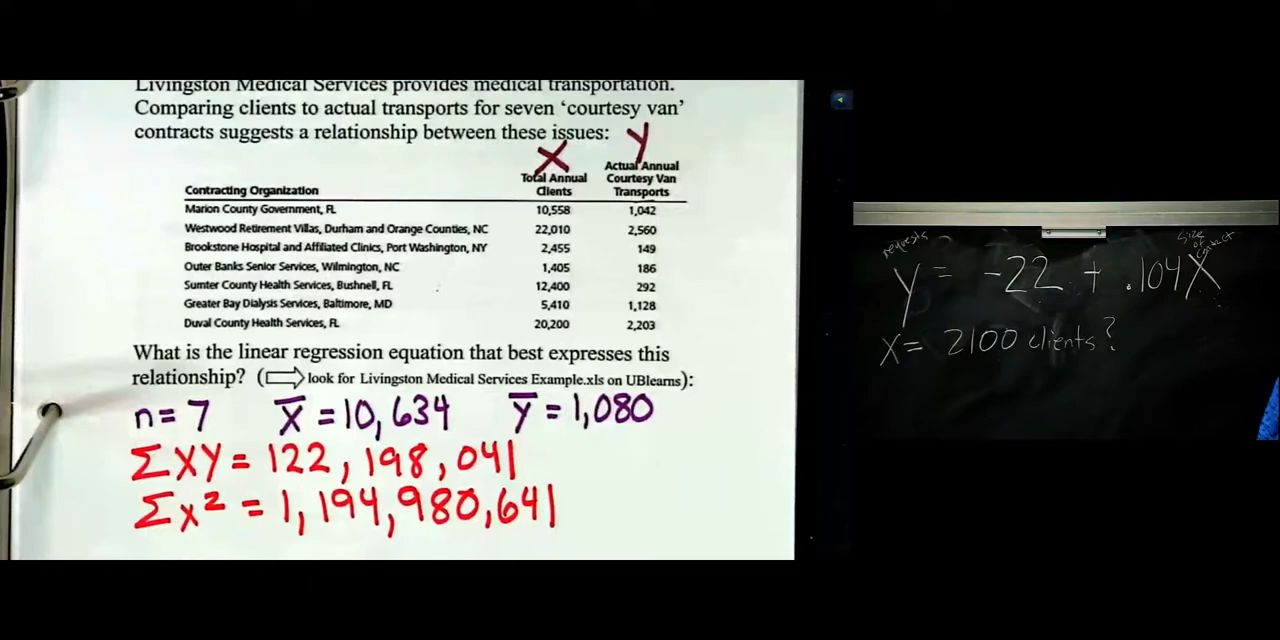 Livingston Medical Services provides medical transportation.
Comparing clients to actual transports for seven ‘courtesy van’
contracts suggests a relationship between these issues:
X Y
Contracting Organization Total Annual Clients Actual Annual Courtesy Van Transports
Marion County Government, FL 10,558 1,042
Westwood Retirement Villas, Durham and Orange Counties, NC 22,010 2,560
Brookstone Hospital and Affiliated Clinics, Port Washington, NY 2,455 149
Outer Banks Senior Services, Wilmington, NC 1,405 186
Sumter County Health Services, Bushnell, FL 12,400 292
Greater Bay Dialysis Services, Baltimore, MD 5,410 1,128
Duval County Health Services, FL 20,200 2,203
What is the linear regression equation that best expresses this
relationship? (⇨ look for Livingston Medical Services Example.xls on UBlearns):
n = 7 X̅ = 10,634 Y̅ = 1,080
ΣXY = 122,198,041
Σx² = 1,194,980,641
requests size of contract
y = -22 + .104X
x = 2100 clients?